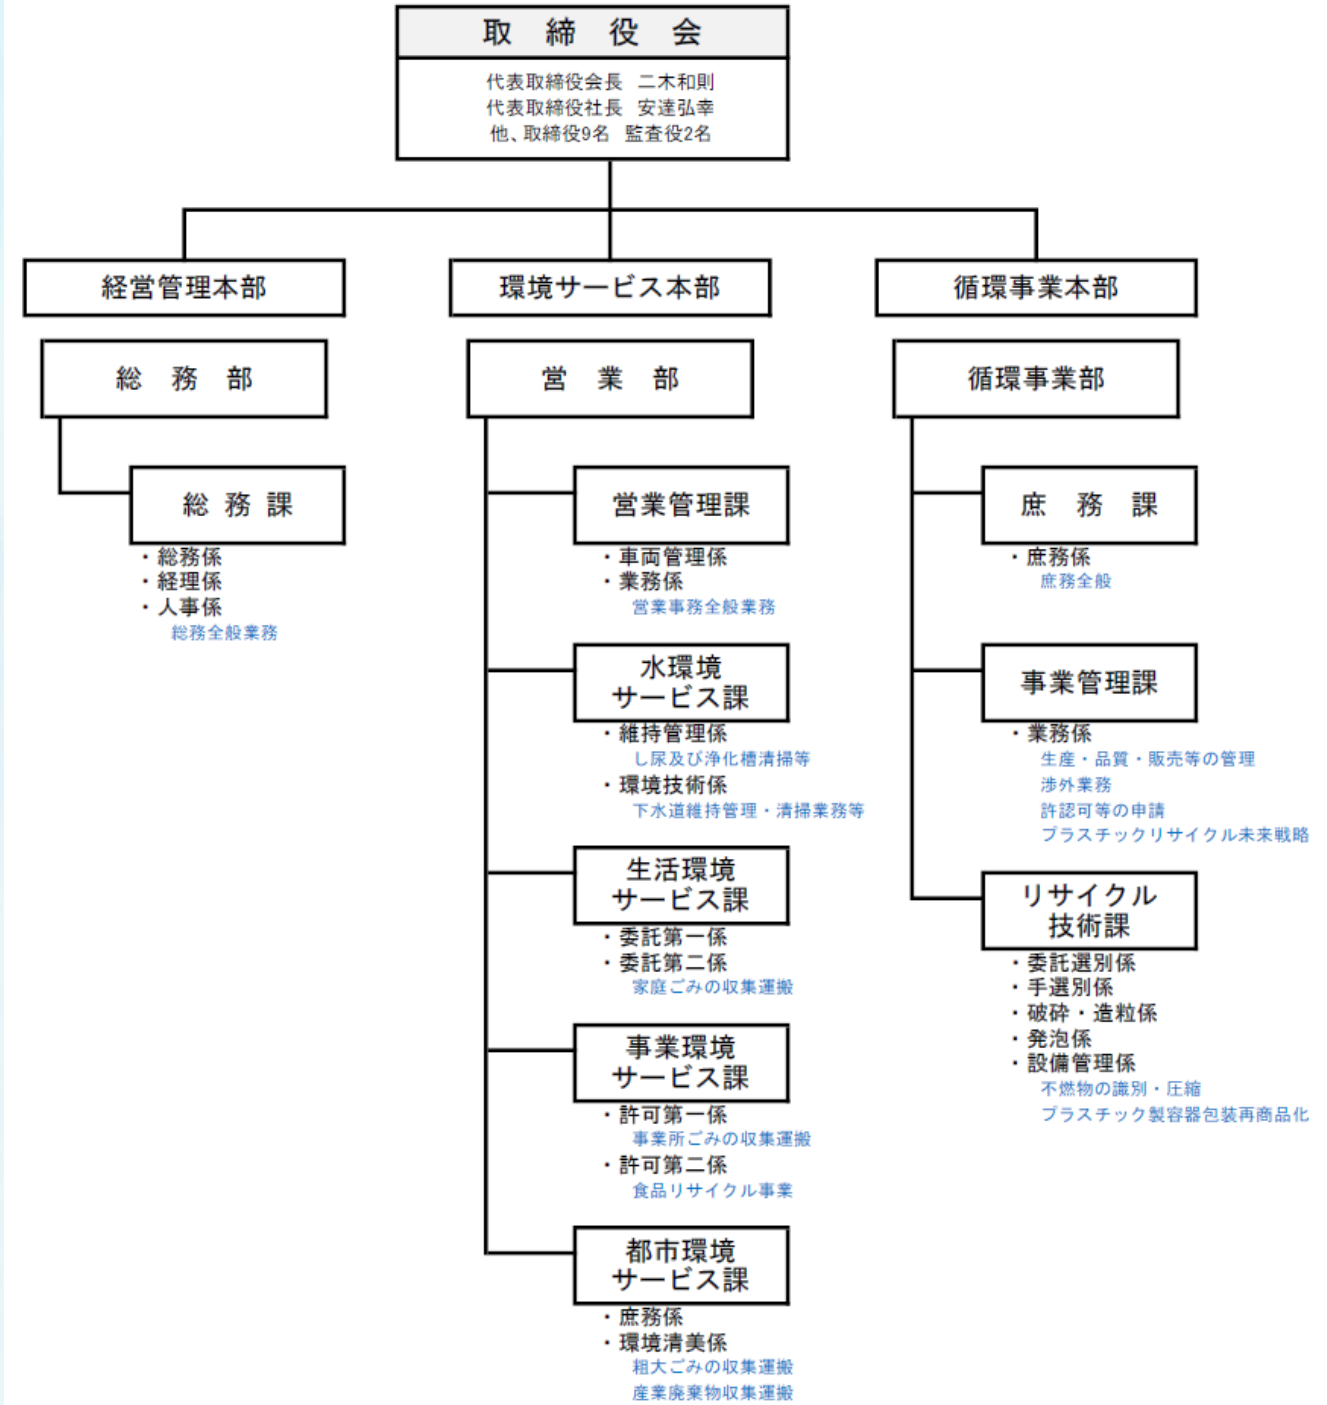 取締役会
代表取締役会長 二木和則
代表取締役社長 安達弘幸
他、取締役9名 監査役2名
経営管理本部
総務部
総務課
・総務係
・経理係
・人事係
総務全般業務
環境サービス本部
営業部
営業管理課
・車両管理係
・業務係
営業事務全般業務
水環境
サービス課
・維持管理係
し尿及び浄化槽清掃等
・環境技術係
下水道維持管理・清掃業務等
生活環境
サービス課
・委託第一係
・委託第二係
家庭ごみの収集運搬
事業環境
サービス課
・許可第一係
事業所ごみの収集運搬
・許可第二係
食品リサイクル事業
都市環境
サービス課
・庶務係
・環境清美係
粗大ごみの収集運搬
産業廃棄物収集運搬
循環事業本部
循環事業部
庶務課
・庶務係
庶務全般
事業管理課
・業務係
生産・品質・販売等の管理
渉外業務
許認可等の申請
プラスチックリサイクル未来戦略
リサイクル
技術課
・委託選別係
・手選別係
・破砕・造粒係
・発泡係
・設備管理係
不燃物の識別・圧縮
プラスチック製容器包装再商品化